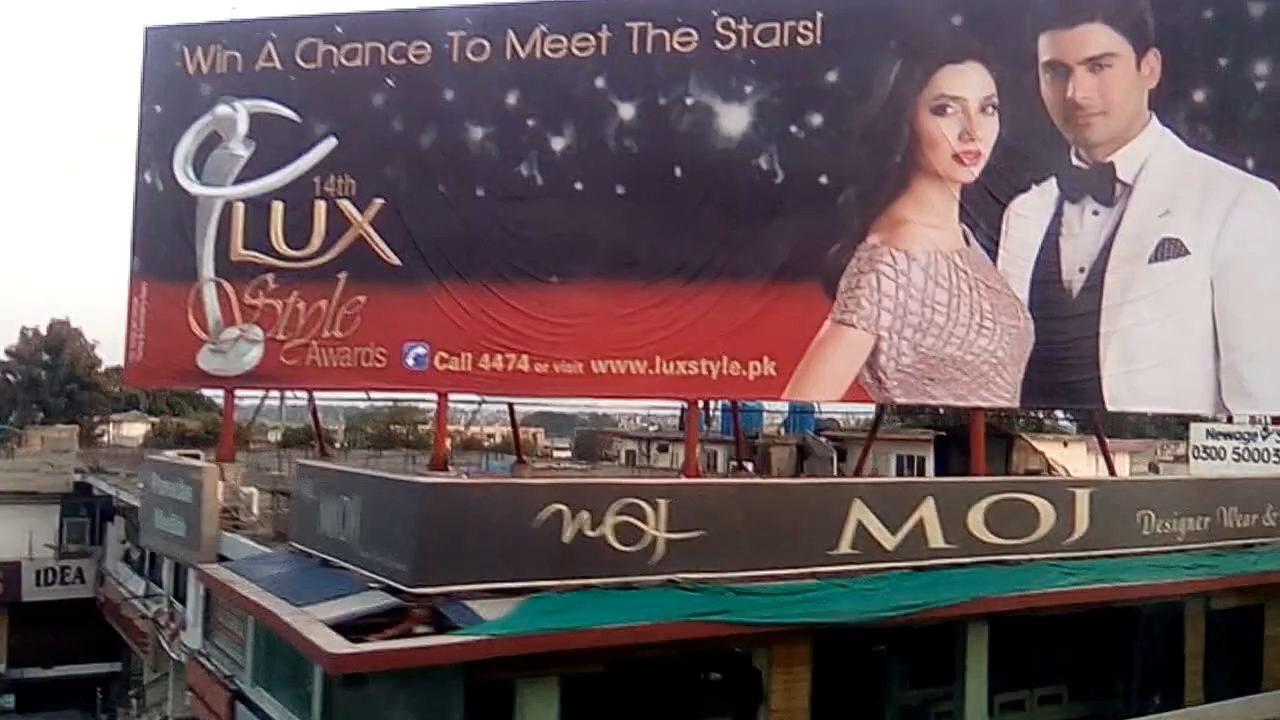 Win A Chance To Meet The Stars!
14th
LUX
Style
Awards
Call 4474 or visit www.luxstyle.pk
Newage
0300 5000
MOJ
MOJ
Designer Wear &
IDEA